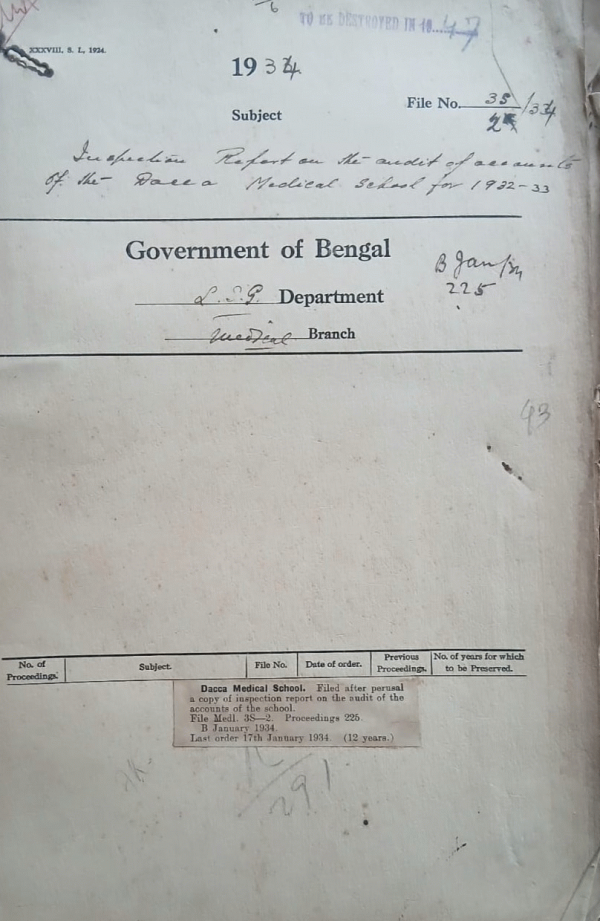 TO BE DESTROYED IN 19...47
XXXVIII, S. I., 1924.
1934
Subject
File No. 3S/2 /34
Inspection Report on the audit of accounts
of the Dacca Medical School for 1932-33
Government of Bengal
L.S.G. Department
Medical Branch
B Jan/34
225
93
No. of Proceedings.
Subject.
File No.
Date of order.
Previous Proceedings.
No. of years for which to be Preserved.
Dacca Medical School. Filed after perusal
a copy of inspection report on the audit of the
accounts of the school.
File Medl. 3S—2. Proceedings 225.
B January 1934.
Last order 17th January 1934. (12 years.)
291